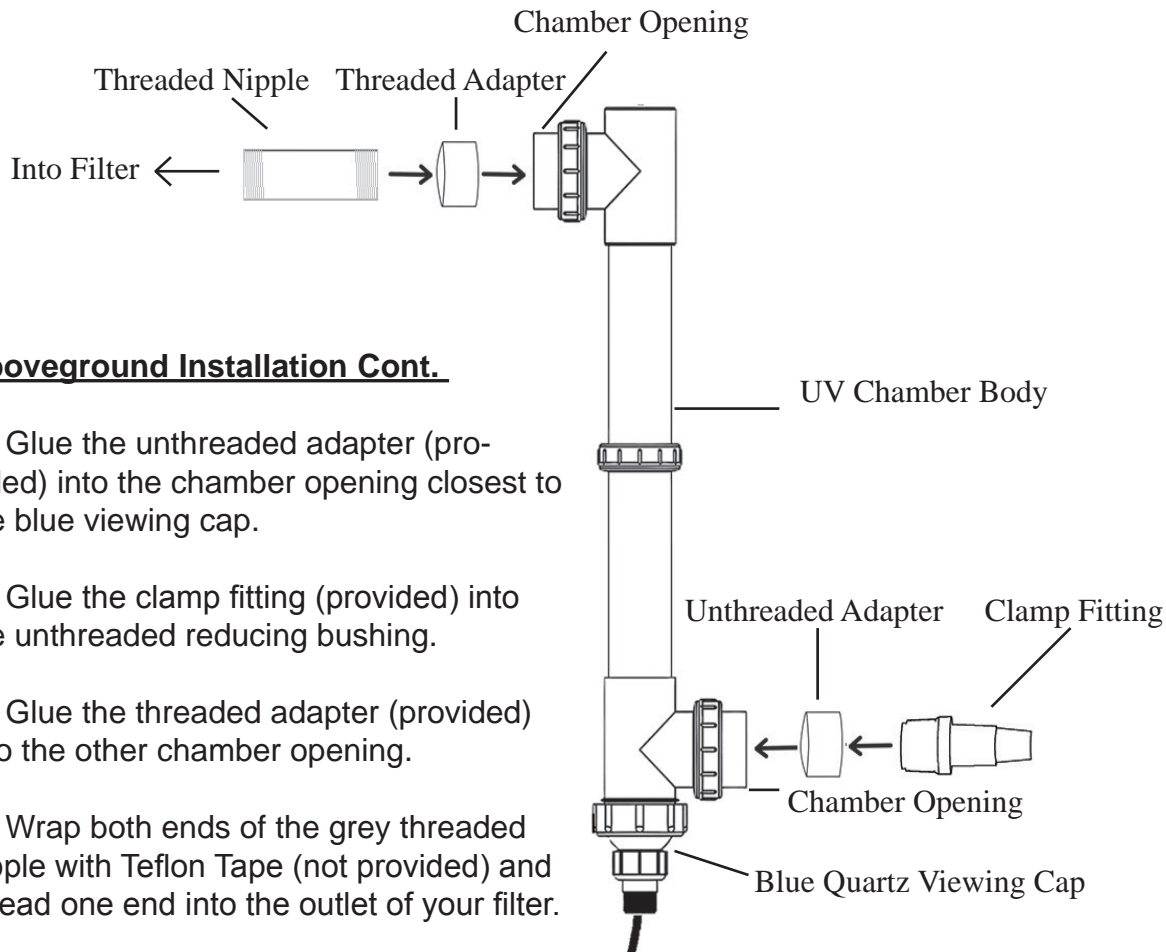 Chamber Opening
Threaded Nipple
Threaded Adapter
Into Filter
boveground Installation Cont.
Glue the unthreaded adapter (pro-
ed) into the chamber opening closest to
e blue viewing cap.
Glue the clamp fitting (provided) into
e unthreaded reducing bushing.
Glue the threaded adapter (provided)
o the other chamber opening.
Wrap both ends of the grey threaded
ple with Teflon Tape (not provided) and
ead one end into the outlet of your filter.
UV Chamber Body
Unthreaded Adapter
Clamp Fitting
Chamber Opening
Blue Quartz Viewing Cap